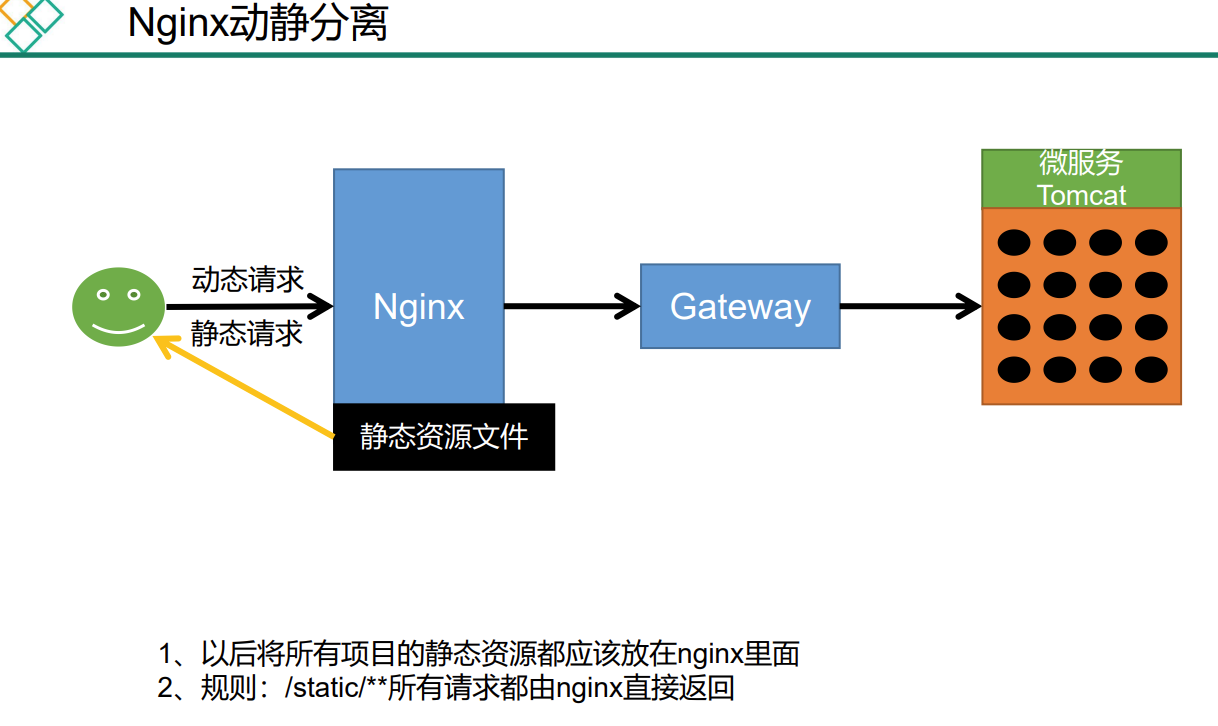 Nginx动静分离
微服务
Tomcat
动态请求
静态请求
Nginx
Gateway
静态资源文件
1、以后将所有项目的静态资源都应该放在nginx里面
2、规则：/static/**所有请求都由nginx直接返回